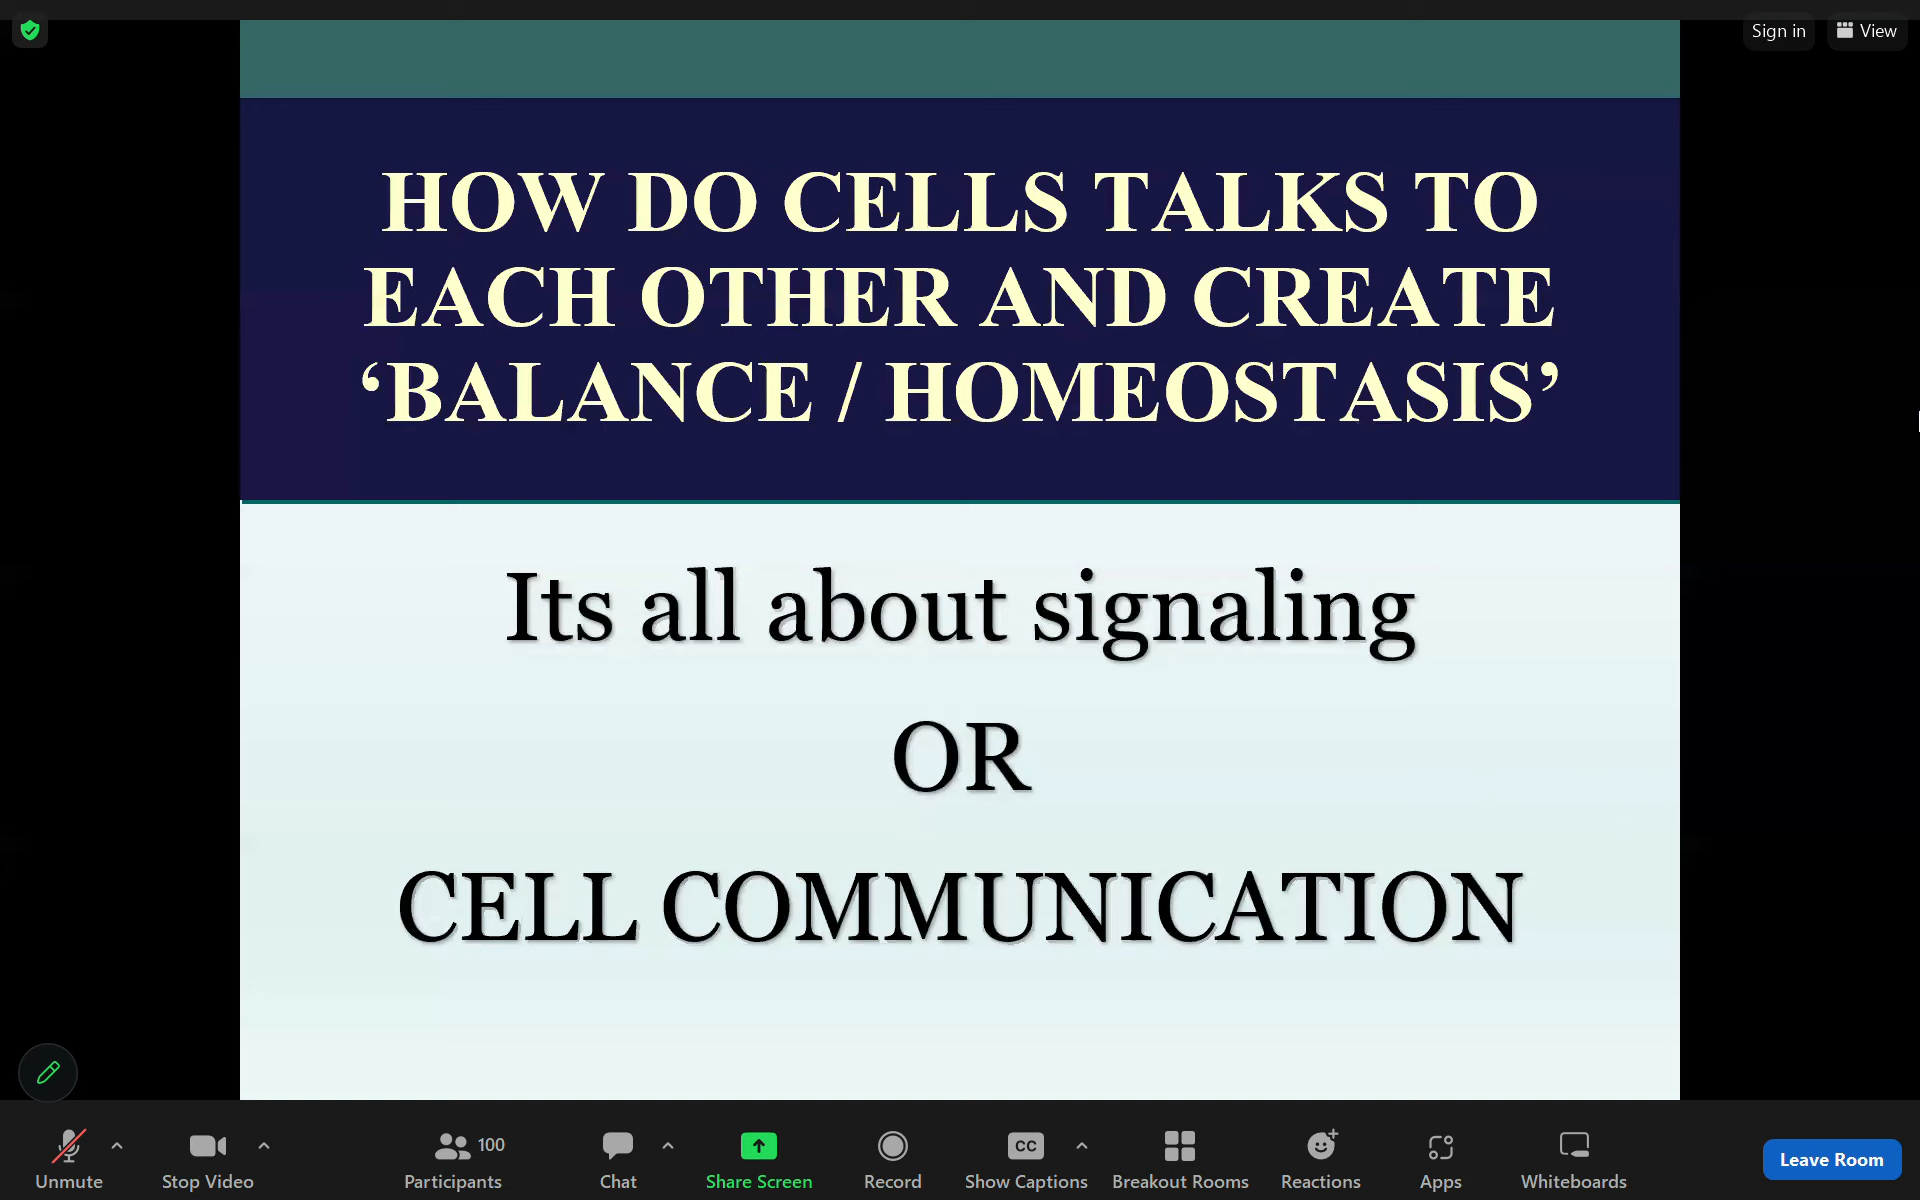 Sign in
View
HOW DO CELLS TALKS TO
EACH OTHER AND CREATE
‘BALANCE / HOMEOSTASIS’
Its all about signaling
OR
CELL COMMUNICATION
100
CC
Unmute
Stop Video
Participants
Chat
Share Screen
Record
Show Captions
Breakout Rooms
Reactions
Apps
Whiteboards
Leave Room